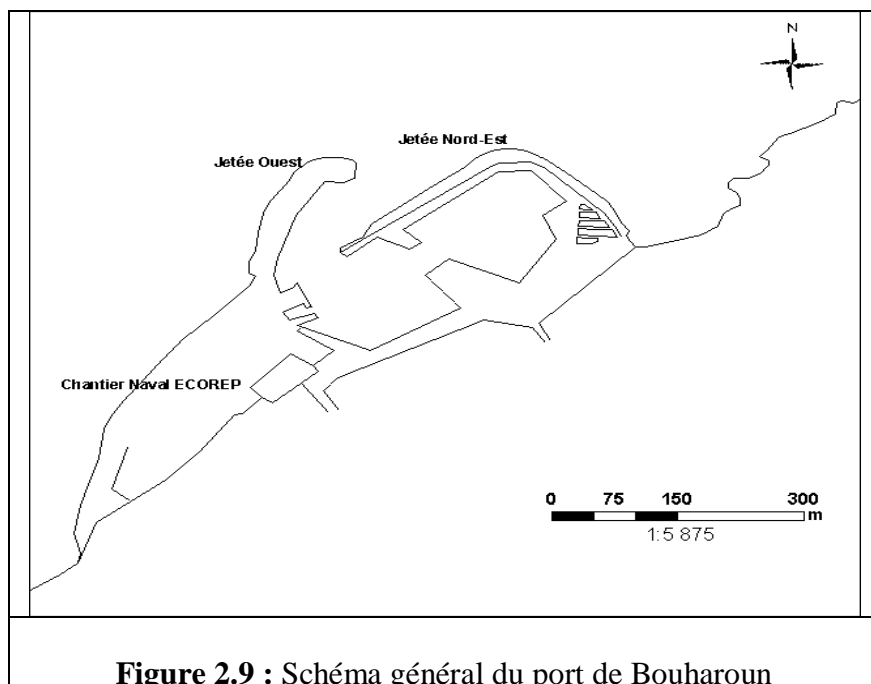 N
Jetée Nord-Est
Jetée Ouest
Chantier Naval ECOREP
0 75 150 300
m
1:5 875
Figure 2.9 : Schéma général du port de Bouharoun